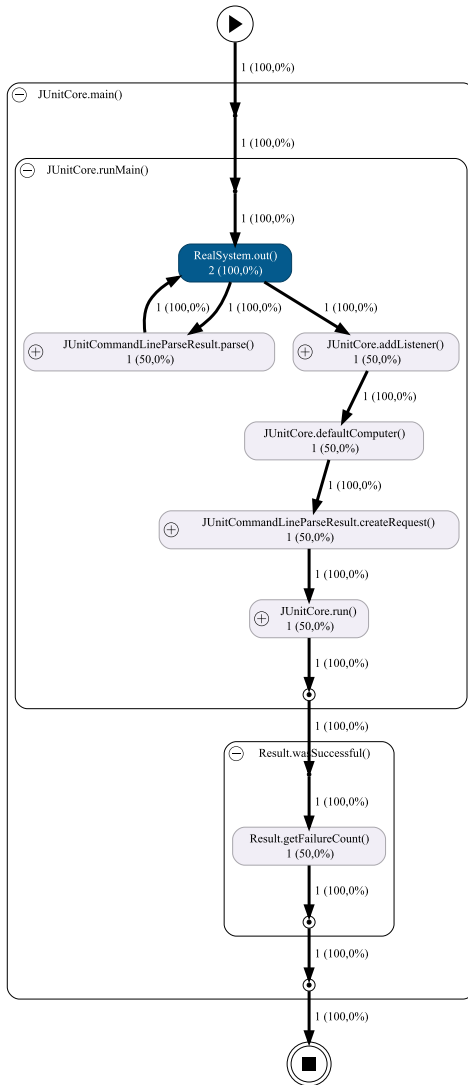 1 (100,0%)
JUnitCore.main()
1 (100,0%)
JUnitCore.runMain()
1 (100,0%)
RealSystem.out()
2 (100,0%)
1 (100,0%)
1 (100,0%)
1 (100,0%)
JUnitCommandLineParseResult.parse()
1 (50,0%)
JUnitCore.addListener()
1 (50,0%)
1 (100,0%)
JUnitCore.defaultComputer()
1 (50,0%)
1 (100,0%)
JUnitCommandLineParseResult.createRequest()
1 (50,0%)
1 (100,0%)
JUnitCore.run()
1 (50,0%)
1 (100,0%)
1 (100,0%)
Result.wasSuccessful()
1 (100,0%)
Result.getFailureCount()
1 (50,0%)
1 (100,0%)
1 (100,0%)
1 (100,0%)